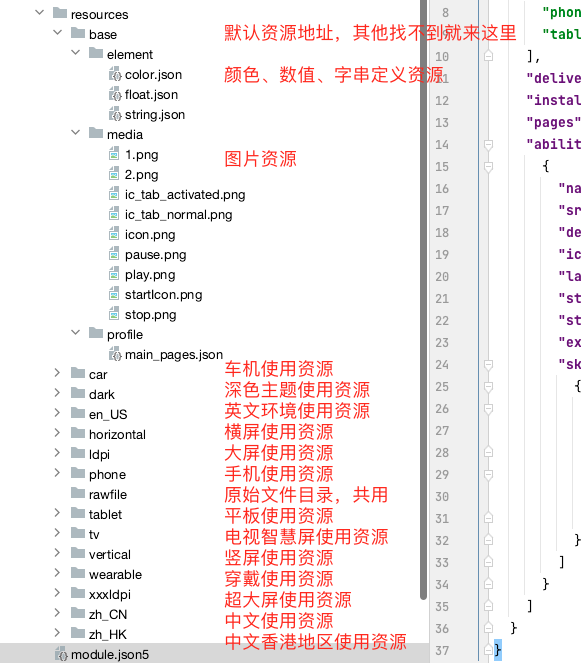 resources
base 默认资源地址，其他找不到就来这里
element
color.json 颜色、数值、字串定义资源
float.json
string.json
media
1.png 图片资源
2.png
ic_tab_activated.png
ic_tab_normal.png
icon.png
pause.png
play.png
startIcon.png
stop.png
profile
main_pages.json
car 车机使用资源
dark 深色主题使用资源
en_US 英文环境使用资源
horizontal 横屏使用资源
ldpi 大屏使用资源
phone 手机使用资源
rawfile 原始文件目录，共用
tablet 平板使用资源
tv 电视智慧屏使用资源
vertical 竖屏使用资源
wearable 穿戴使用资源
xxxldpi 超大屏使用资源
zh_CN 中文使用资源
zh_HK 中文香港地区使用资源
module.json5
8 "phon
"tabl
10 ],
11 "delive
12 "instal
13 "pages"
14 "abilit
15 {
16 "na
17 "sr
18 "de
19 "ic
20 "la
21 "st
22 "st
23 "ex
24 "sk
25 {
26
27
28
29
30
31
32 }
33 ]
34 }
35 ]
36 }
37 }